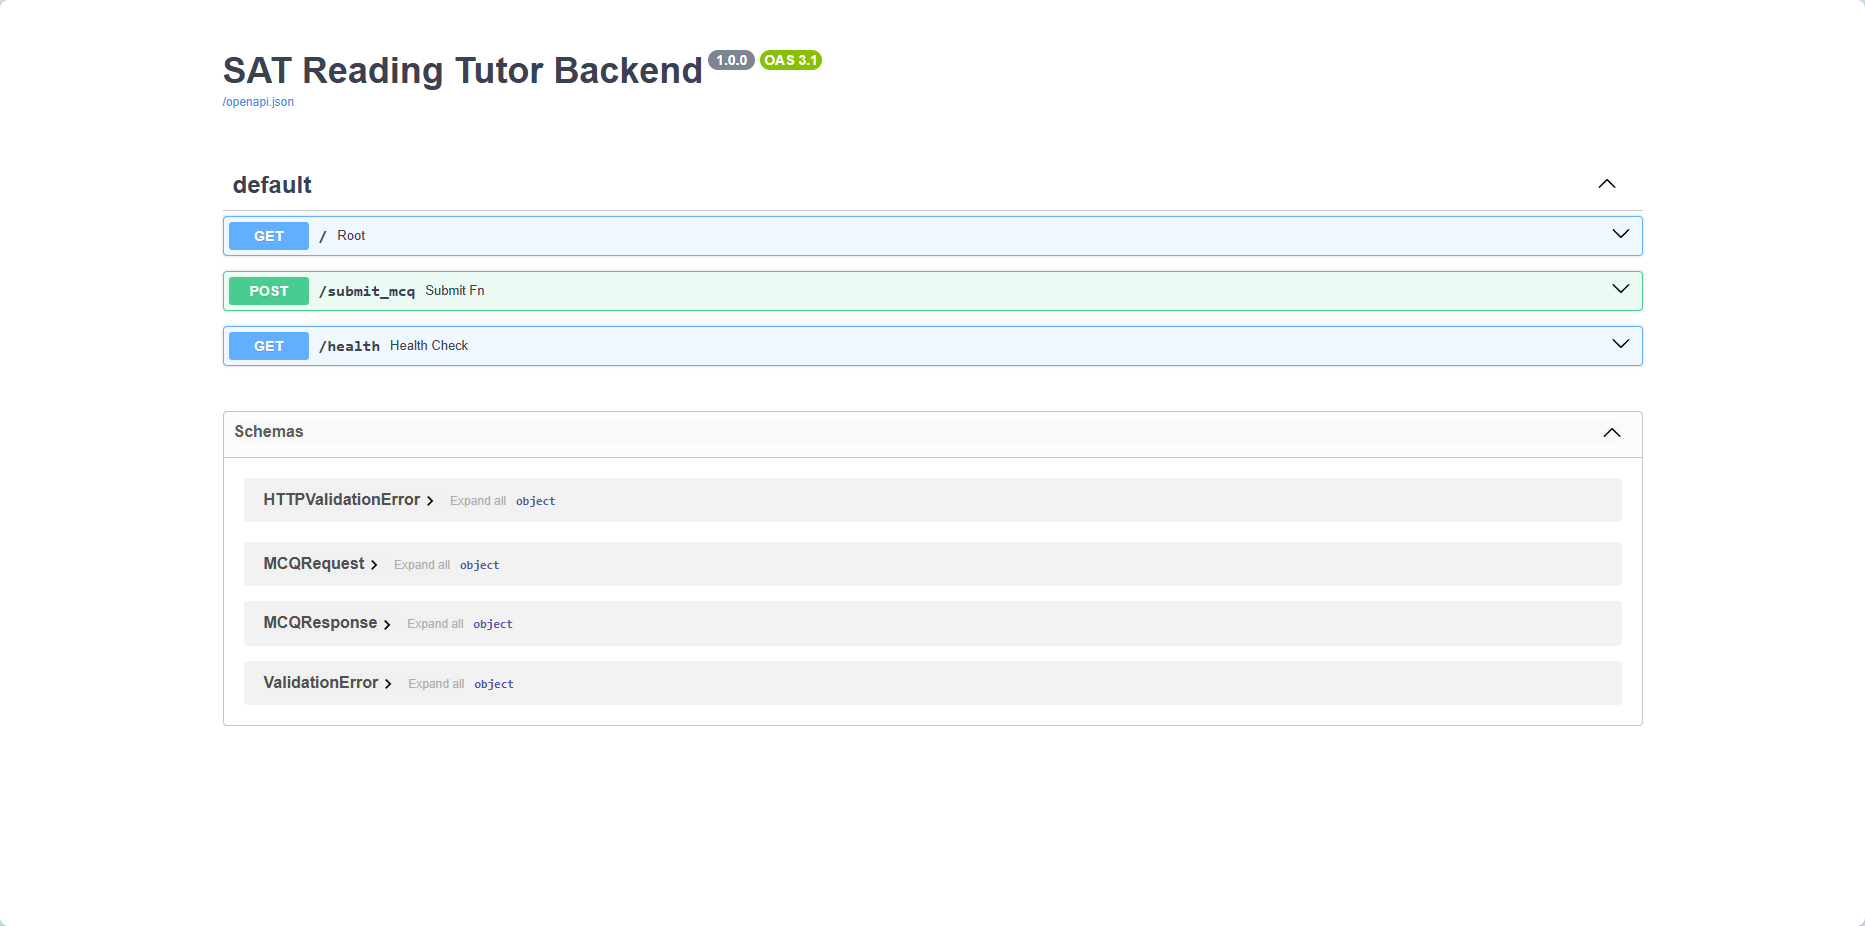 SAT Reading Tutor Backend 1.0.0 OAS 3.1
/openapi.json
default
GET / Root
POST /submit_mcq Submit Fn
GET /health Health Check
Schemas
HTTPValidationError Expand all object
MCQRequest Expand all object
MCQResponse Expand all object
ValidationError Expand all object